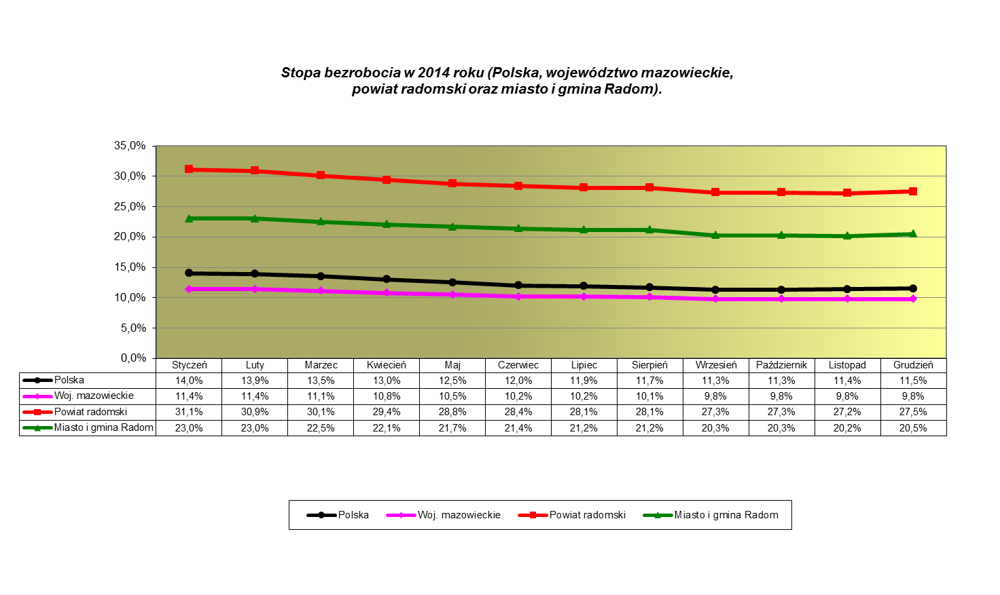 Stopa bezrobocia w 2014 roku (Polska, województwo mazowieckie,
powiat radomski oraz miasto i gmina Radom).
35,0%
30,0%
25,0%
20,0%
15,0%
10,0%
5,0%
0,0%
Styczeń Luty Marzec Kwiecień Maj Czerwiec Lipiec Sierpień Wrzesień Październik Listopad Grudzień
Polska 14,0% 13,9% 13,5% 13,0% 12,5% 12,0% 11,9% 11,7% 11,3% 11,3% 11,4% 11,5%
Woj. mazowieckie 11,4% 11,4% 11,1% 10,8% 10,5% 10,2% 10,2% 10,1% 9,8% 9,8% 9,8% 9,8%
Powiat radomski 31,1% 30,9% 30,1% 29,4% 28,8% 28,4% 28,1% 28,1% 27,3% 27,3% 27,2% 27,5%
Miasto i gmina Radom 23,0% 23,0% 22,5% 22,1% 21,7% 21,4% 21,2% 21,2% 20,3% 20,3% 20,2% 20,5%
Polska Woj. mazowieckie Powiat radomski Miasto i gmina Radom